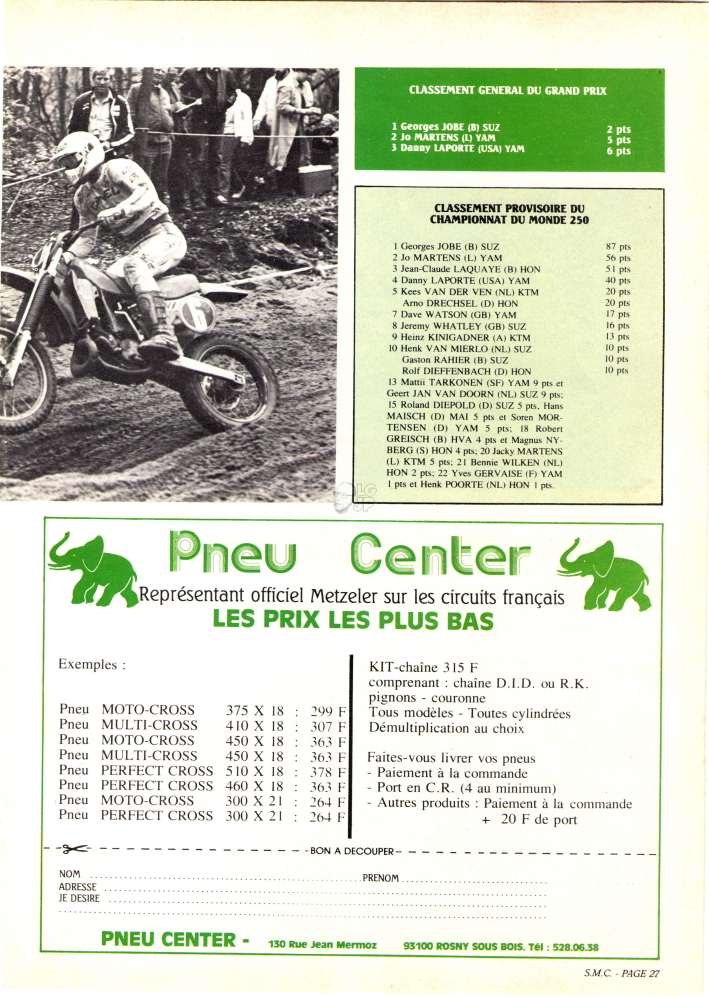 CLASSEMENT GENERAL DU GRAND PRIX
1 Georges JOBE (B) SUZ 2 pts
2 Jo MARTENS (L) YAM 5 pts
3 Danny LAPORTE (USA) YAM 6 pts
CLASSEMENT PROVISOIRE DU
CHAMPIONNAT DU MONDE 250
1 Georges JOBE (B) SUZ 87 pts
2 Jo MARTENS (L) YAM 56 pts
3 Jean-Claude LAQUAYE (B) HON 51 pts
4 Danny LAPORTE (USA) YAM 40 pts
5 Kees VAN DER VEN (NL) KTM 20 pts
Arno DRECHSEL (D) HON 20 pts
7 Dave WATSON (GB) YAM 17 pts
8 Jeremy WHATLEY (GB) SUZ 16 pts
9 Heinz KINIGADNER (A) KTM 13 pts
10 Henk VAN MIERLO (NL) SUZ 10 pts
Gaston RAHIER (B) SUZ 10 pts
Rolf DIEFFENBACH (D) HON 10 pts
13 Mattii TARKONEN (SF) YAM 9 pts et
Geert JAN VAN DOORN (NL) SUZ 9 pts;
15 Roland DIEPOLD (D) SUZ 5 pts, Hans
MAISCH (D) MAI 5 pts et Soren MOR-
TENSEN (D) YAM 5 pts; 18 Robert
GREISCH (B) HVA 4 pts et Magnus NY-
BERG (S) HON 4 pts; 20 Jacky MARTENS
(L) KTM 5 pts; 21 Bennie WILKEN (NL)
HON 2 pts; 22 Yves GERVAISE (F) YAM
1 pts et Henk POORTE (NL) HON 1 pts.
6
LG
JP
Pneu Center
Représentant officiel Metzeler sur les circuits français
LES PRIX LES PLUS BAS
Exemples :
Pneu MOTO-CROSS 375 X 18 : 299 F
Pneu MULTI-CROSS 410 X 18 : 307 F
Pneu MOTO-CROSS 450 X 18 : 363 F
Pneu MULTI-CROSS 450 X 18 : 363 F
Pneu PERFECT CROSS 510 X 18 : 378 F
Pneu PERFECT CROSS 460 X 18 : 363 F
Pneu MOTO-CROSS 300 X 21 : 264 F
Pneu PERFECT CROSS 300 X 21 : 264 F
KIT-chaîne 315 F
comprenant : chaîne D.I.D. ou R.K.
pignons - couronne
Tous modèles - Toutes cylindrées
Démultiplication au choix
Faites-vous livrer vos pneus
- Paiement à la commande
- Port en C.R. (4 au minimum)
- Autres produits : Paiement à la commande
+ 20 F de port
BON A DECOUPER
NOM PRENOM
ADRESSE
JE DESIRE
PNEU CENTER - 130 Rue Jean Mermoz 93100 ROSNY SOUS BOIS. Tél : 528.06.38
S.M.C. - PAGE 27